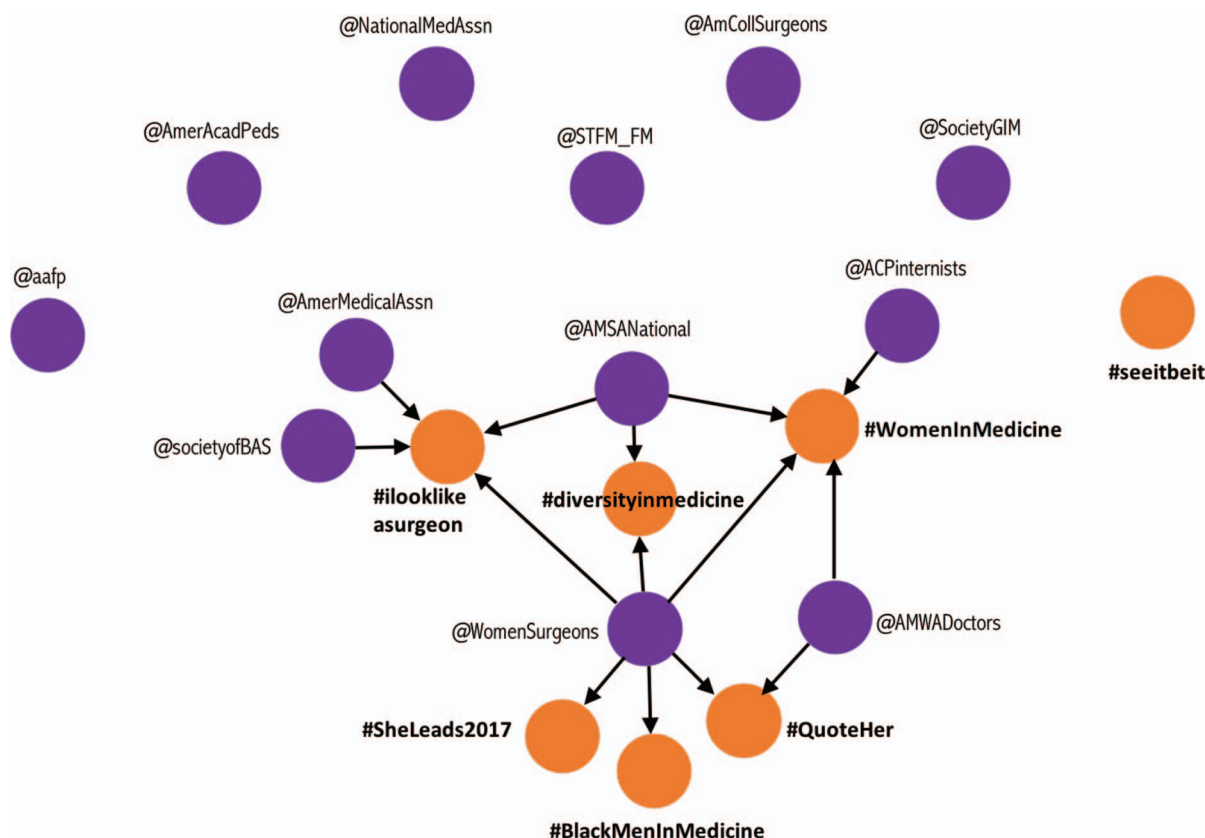 @NationalMedAssn
@AmCollSurgeons
@AmerAcadPeds
@STFM_FM
@SocietyGIM
@aafp
@AmerMedicalAssn
@AMSANational
@ACPinternists
#seeitbeit
@societyofBAS
#ilooklike
asurgeon
#diversityinmedicine
#WomenInMedicine
@WomenSurgeons
@AMWADoctors
#SheLeads2017
#QuoteHer
#BlackMenInMedicine